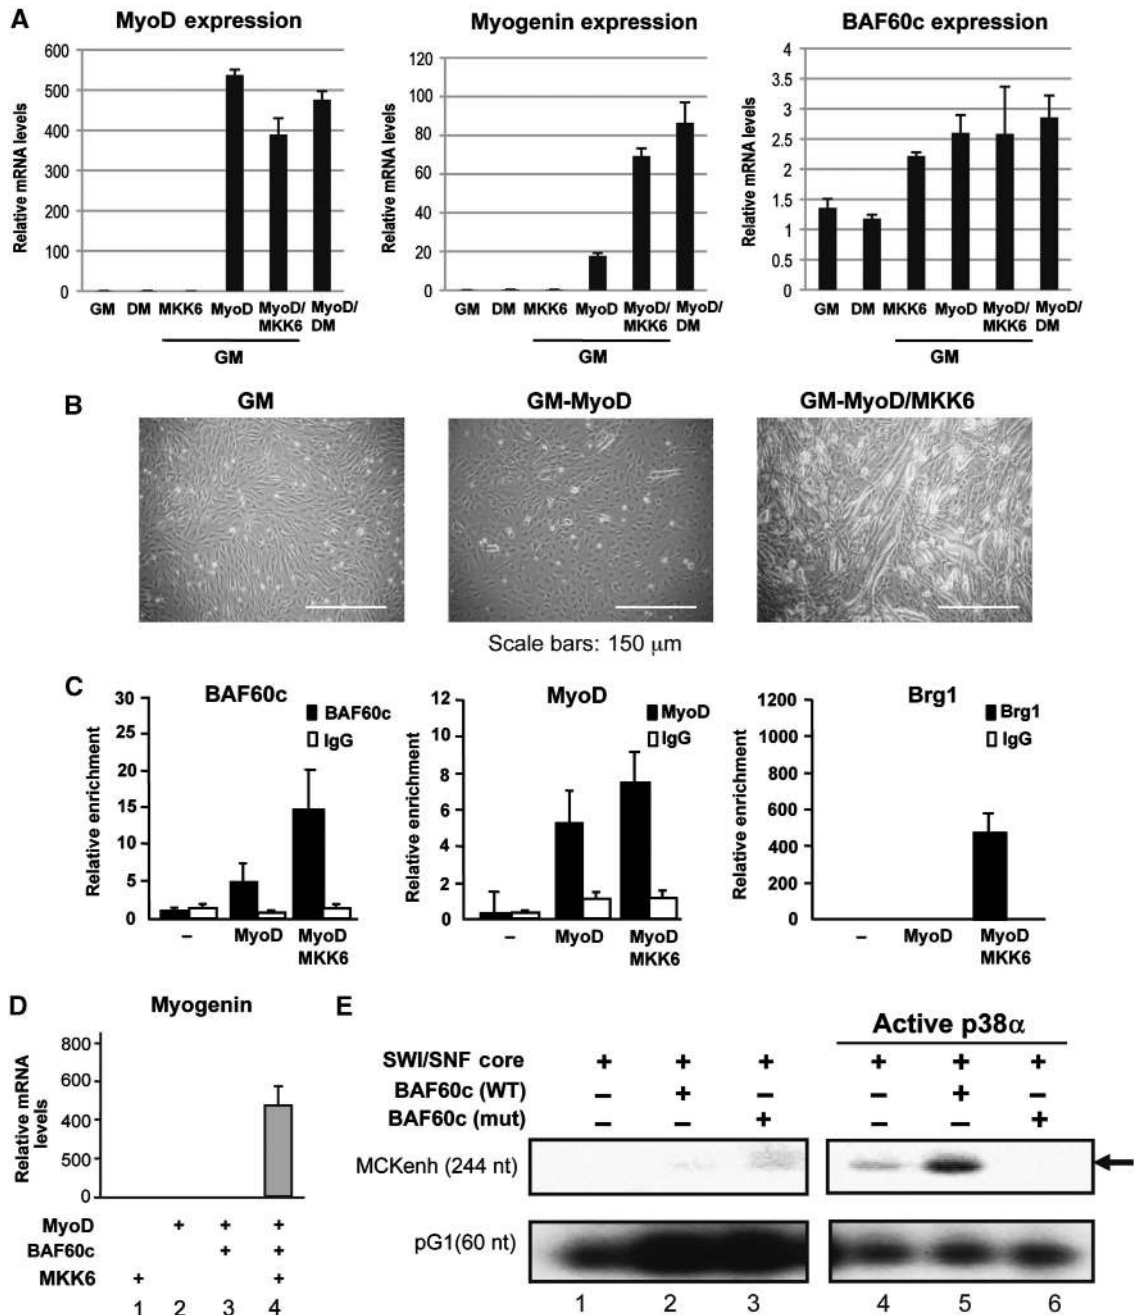 A
MyoD expression
Relative mRNA levels
600
500
400
300
200
100
0
GM DM MKK6 MyoD MyoD/ MyoD/
MKK6 DM
GM
Myogenin expression
Relative mRNA levels
120
100
80
60
40
20
0
GM DM MKK6 MyoD MyoD/ MyoD/
MKK6 DM
GM
BAF60c expression
Relative mRNA levels
4
3.5
3
2.5
2
1.5
1
0.5
0
GM DM MKK6 MyoD MyoD/ MyoD/
MKK6 DM
GM
B
GM GM-MyoD GM-MyoD/MKK6
Scale bars: 150 μm
C
BAF60c
Relative enrichment
30
25
20
15
10
5
0
BAF60c
IgG
– MyoD MyoD
MKK6
MyoD
Relative enrichment
12
10
8
6
4
2
0
MyoD
IgG
– MyoD MyoD
MKK6
Brg1
Relative enrichment
1200
1000
800
600
400
200
0
Brg1
IgG
– MyoD MyoD
MKK6
D
Myogenin
Relative mRNA
levels
800
600
400
500
0
MyoD + + +
BAF60c + +
MKK6 + +
1 2 3 4
E
Active p38α
SWI/SNF core + + + + + +
BAF60c (WT) – + – – + –
BAF60c (mut) – – + – – +
MCKenh (244 nt)
pG1(60 nt)
1 2 3 4 5 6